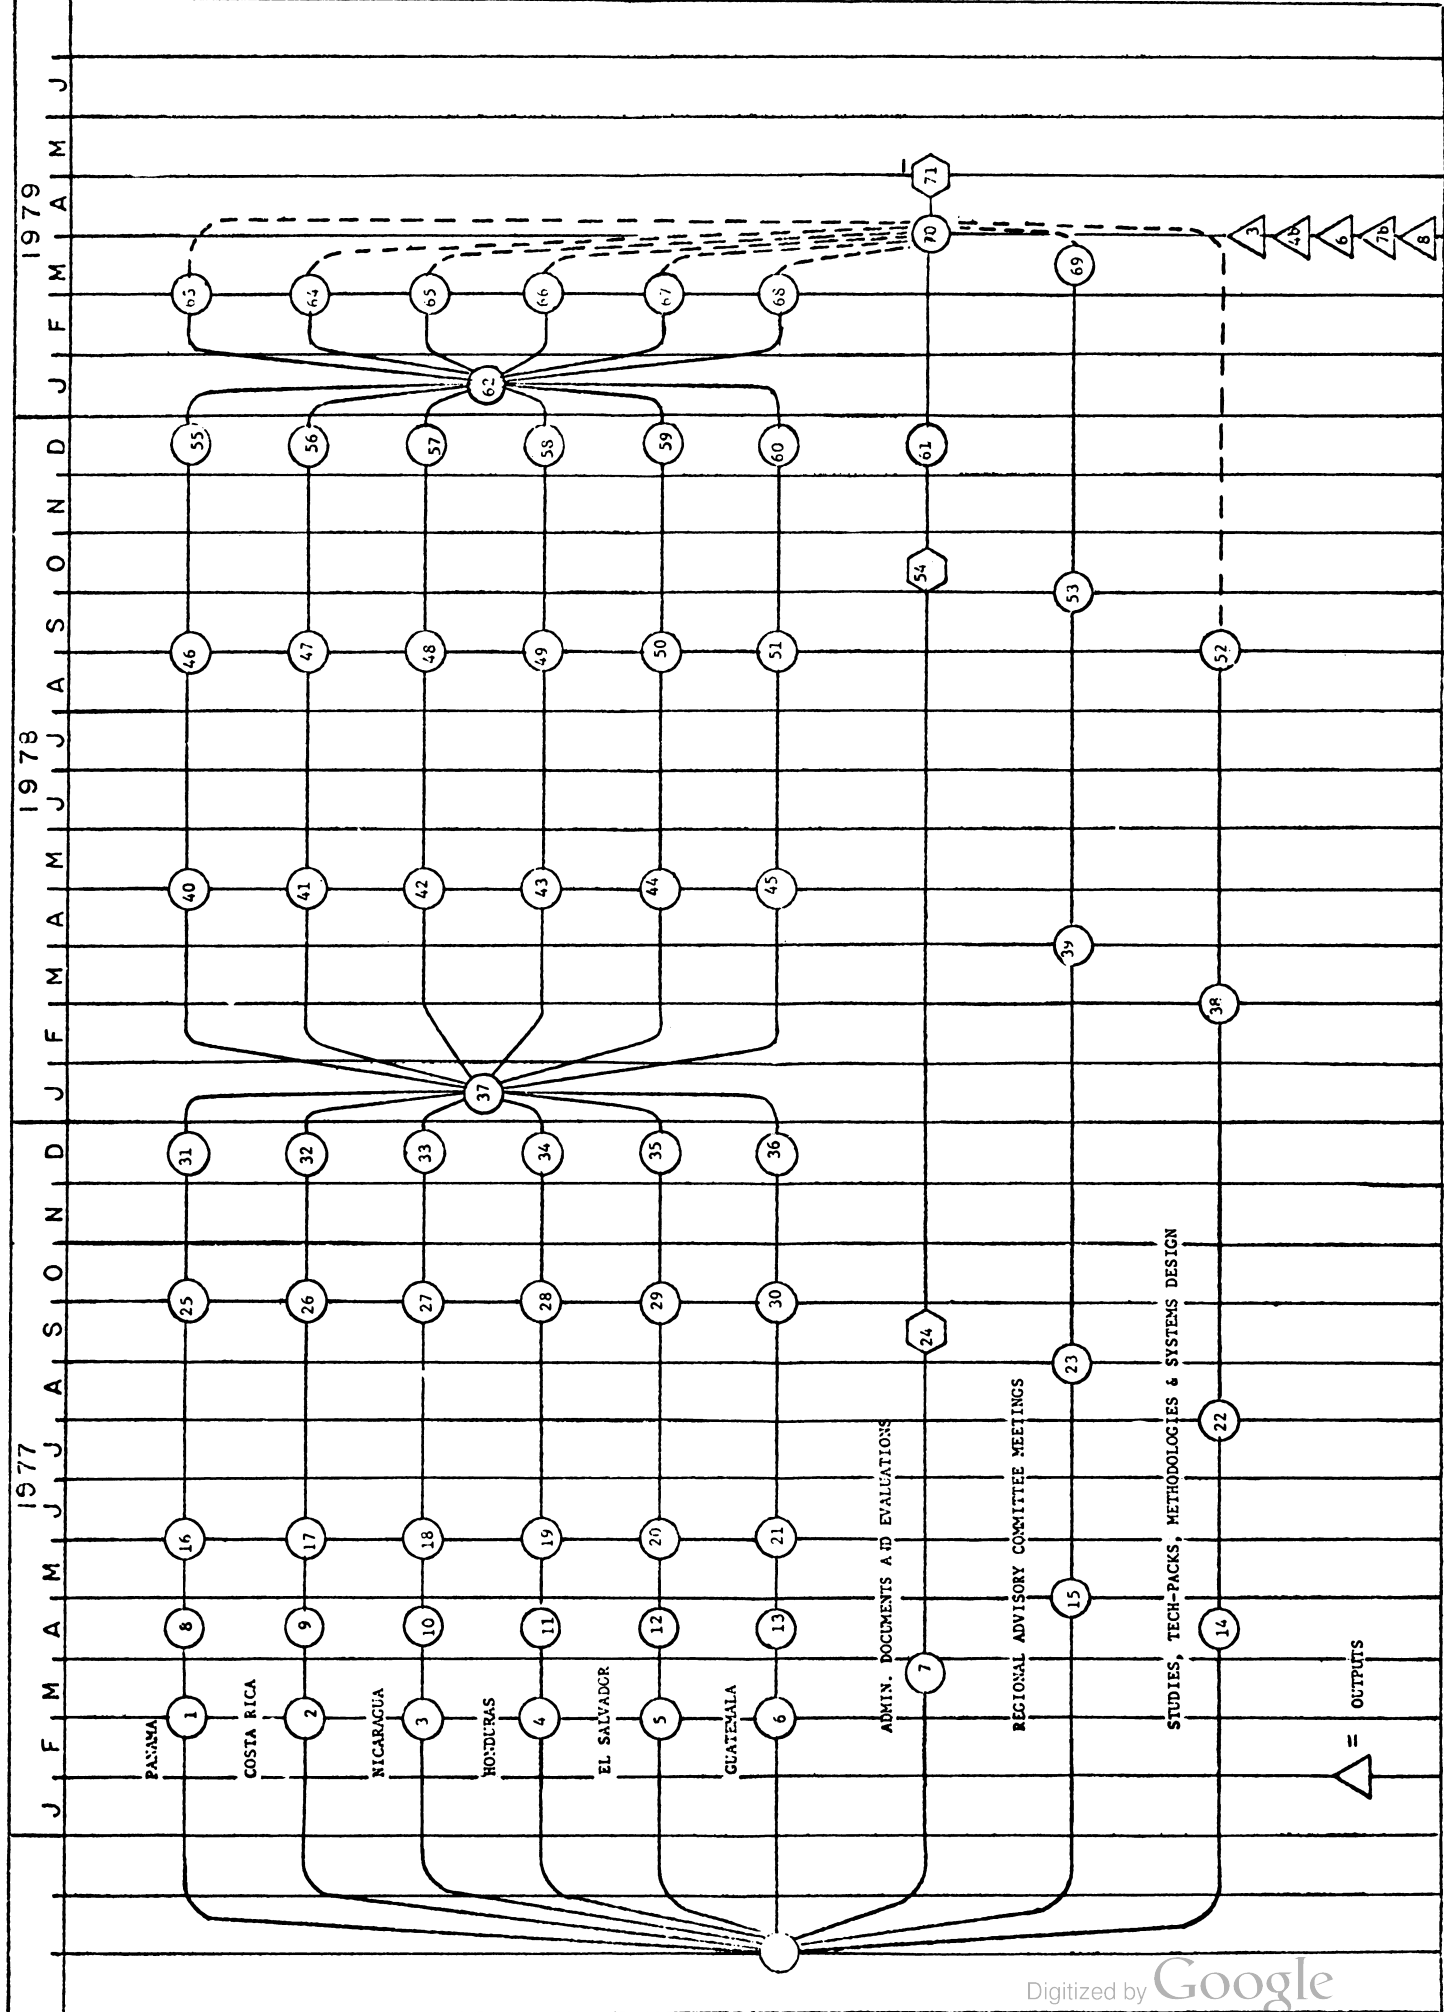 1977
1978
1979
J F M A M J J A S O N D J F M A M J J A S O N D J F M A M J
PANAMA
1 8 16 25 31 40 46 55 63
COSTA RICA
2 9 17 26 32 41 47 56 64
NICARAGUA
3 10 18 27 33 42 48 57 65
37 62
HONDURAS
4 11 19 28 34 43 49 58 66
EL SALVADOR
5 12 20 29 35 44 50 59 67
GUATEMALA
6 13 21 30 36 45 51 60 68
ADMIN. DOCUMENTS AND EVALUATIONS
7 24 54 61 70 71
REGIONAL ADVISORY COMMITTEE MEETINGS
15 23 39 53 69
STUDIES, TECH-PACKS, METHODOLOGIES & SYSTEMS DESIGN
14 22 38 52
3
4b
6
7b
8
= OUTPUTS
Digitized by Google